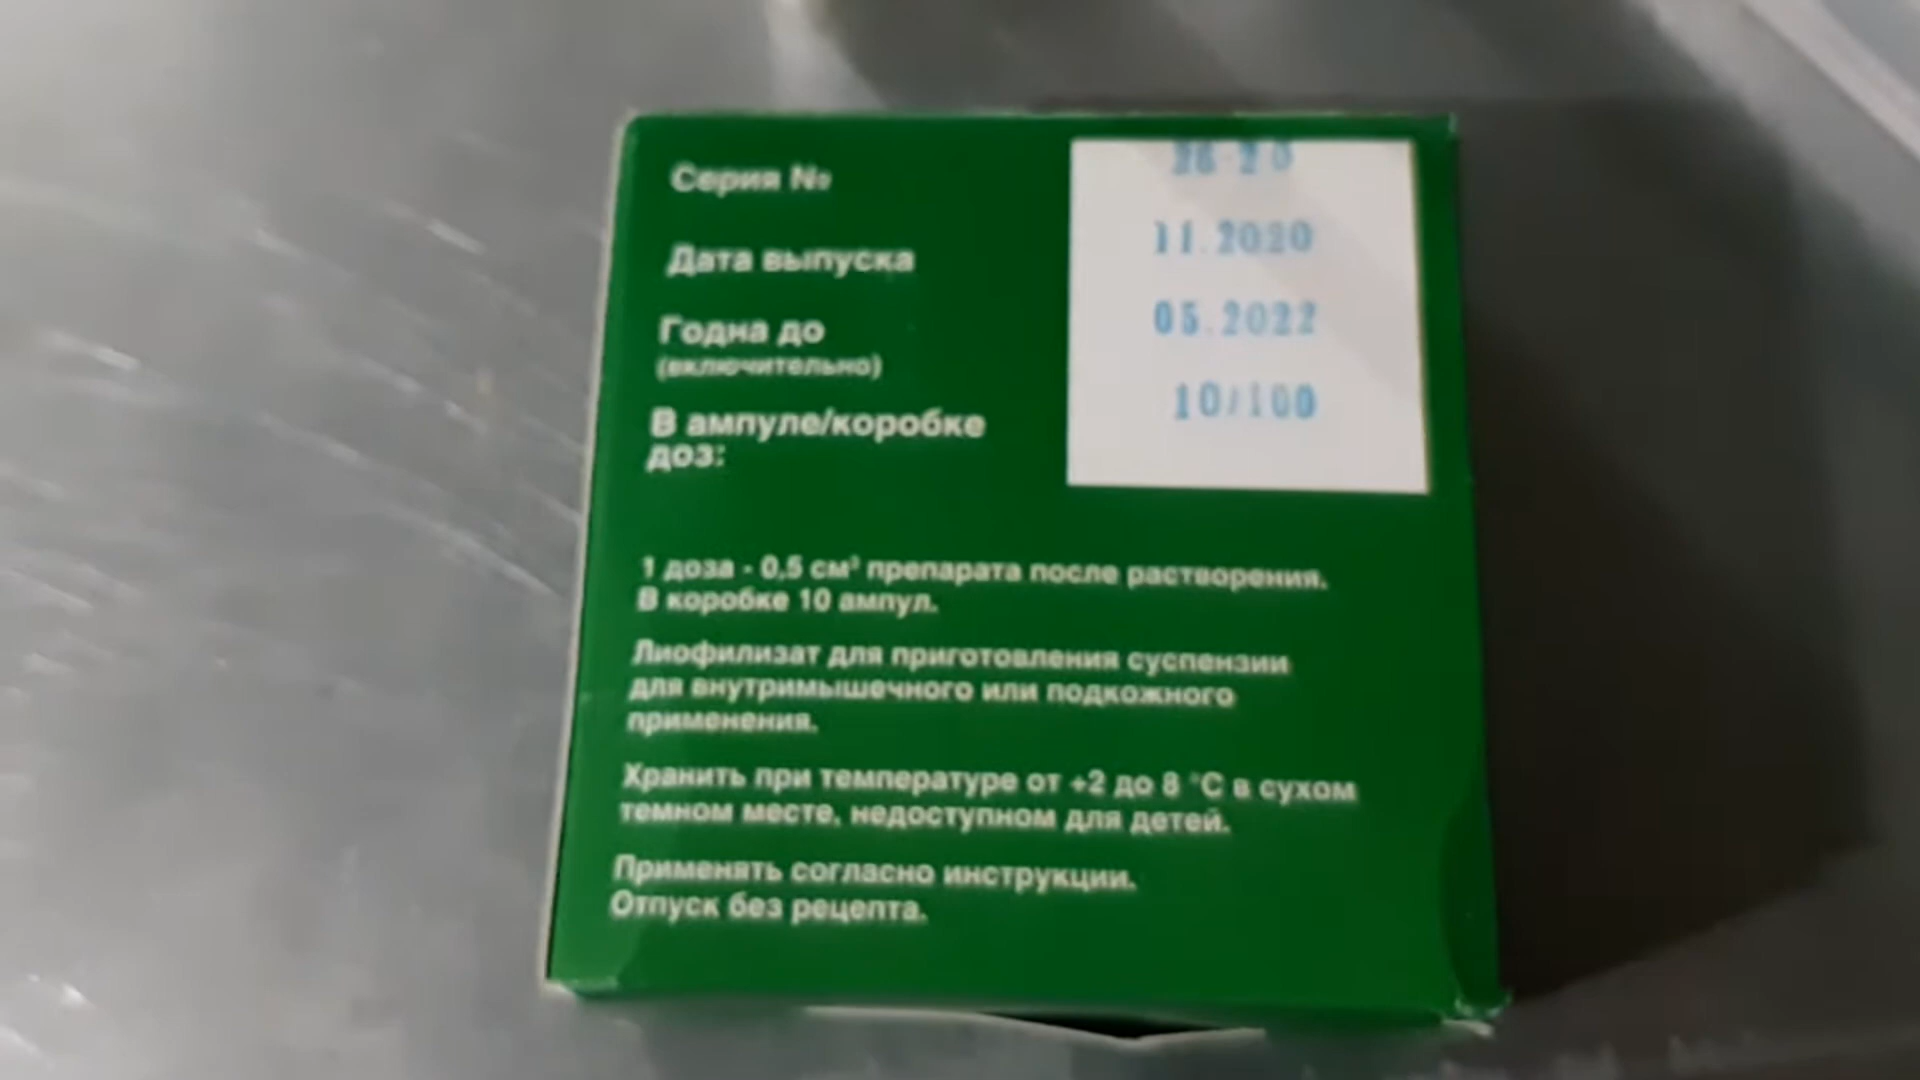 Серия № 26 20
Дата выпуска 11.2020
Годна до 05.2022
(включительно)
В ампуле/коробке 10/100
доз:
1 доза - 0,5 см³ препарата после растворения.
В коробке 10 ампул.
Лиофилизат для приготовления суспензии
для внутримышечного или подкожного
применения.
Хранить при температуре от +2 до 8 °С в сухом
темном месте, недоступном для детей.
Применять согласно инструкции.
Отпуск без рецепта.